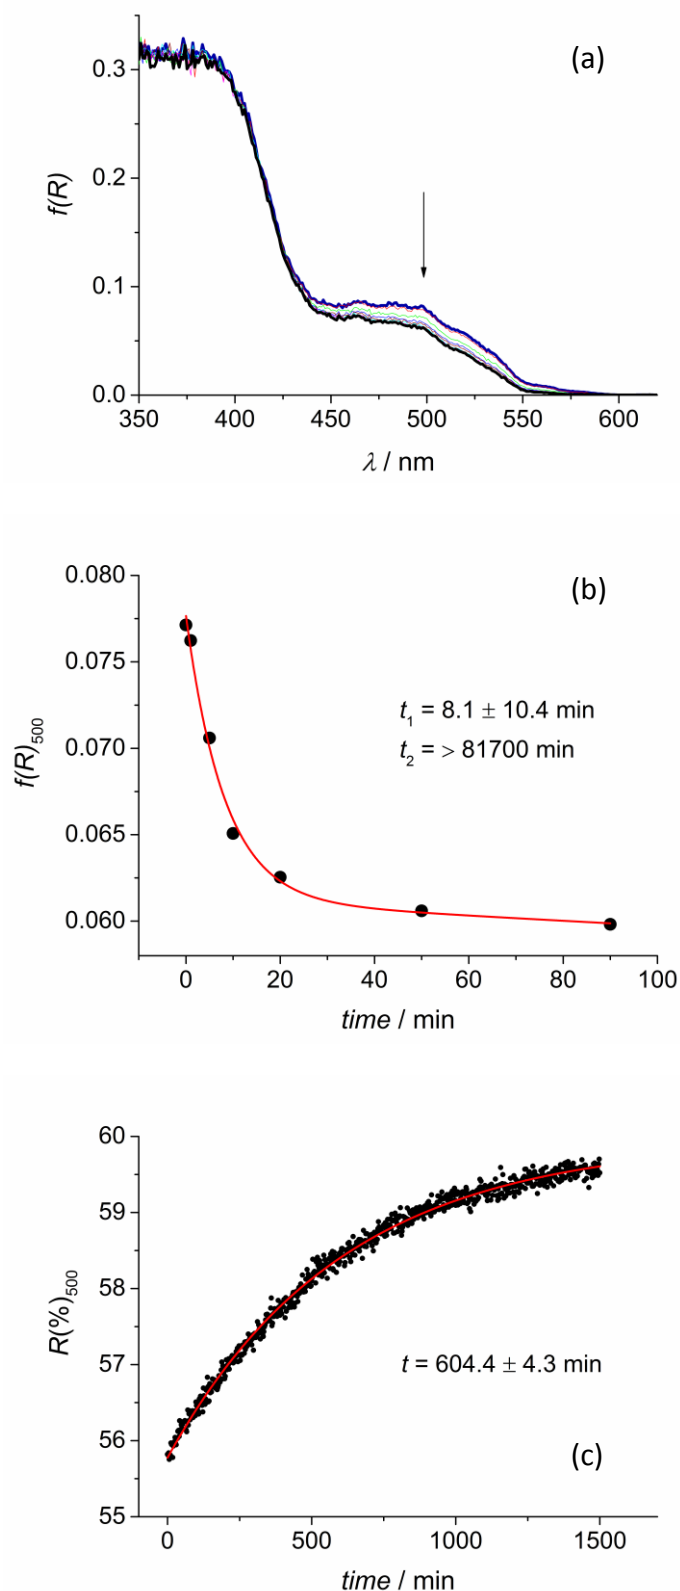 (a)
0.3
0.2
0.1
0.0
f(R)
350 400 450 500 550 600
λ / nm
(b)
0.080
0.075
0.070
0.065
0.060
f(R)500
t1 = 8.1 ± 10.4 min
t2 = > 81700 min
0 20 40 60 80 100
time / min
60
59
58
57
56
55
R(%)500
t = 604.4 ± 4.3 min
(c)
0 500 1000 1500
time / min